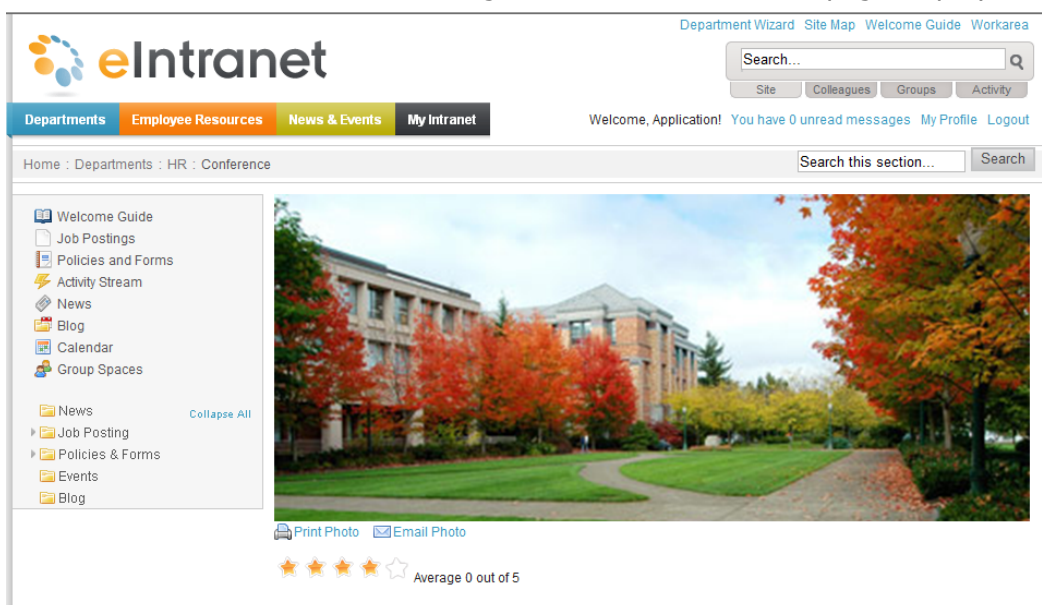 Department Wizard Site Map Welcome Guide Workarea
eIntranet
Search...
Site Colleagues Groups Activity
Departments Employee Resources News & Events My Intranet
Welcome, Application! You have 0 unread messages My Profile Logout
Home : Departments : HR : Conference
Search this section... Search
Welcome Guide
Job Postings
Policies and Forms
Activity Stream
News
Blog
Calendar
Group Spaces
News Collapse All
Job Posting
Policies & Forms
Events
Blog
Print Photo Email Photo
Average 0 out of 5